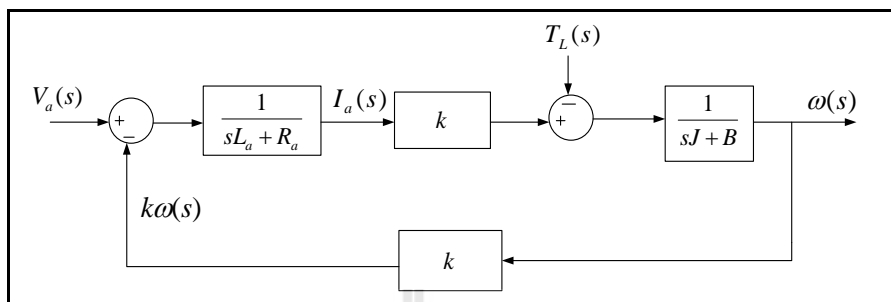 T_L(s)
V_a(s)
+
−
1
sL_a + R_a
I_a(s)
k
−
+
1
sJ + B
ω(s)
kω(s)
k